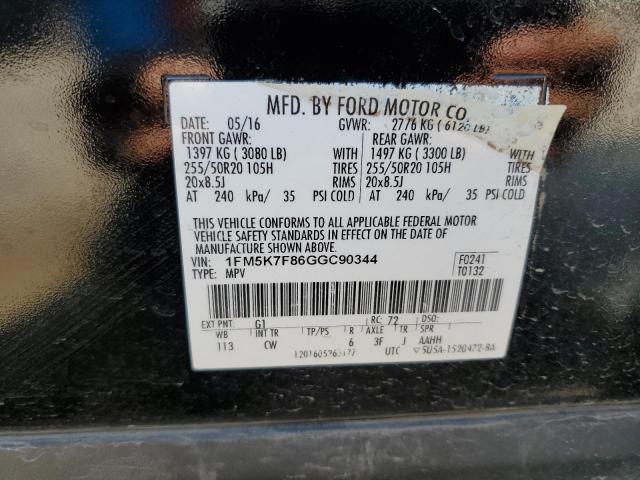 MFD. BY FORD MOTOR CO
DATE: 05/16 GVWR: 2776 KG ( 6120 LB)
FRONT GAWR: REAR GAWR:
1397 KG ( 3080 LB) WITH 1497 KG ( 3300 LB) WITH
255/50R20 105H TIRES 255/50R20 105H TIRES
20x8.5J RIMS 20x8.5J RIMS
AT 240 kPa/ 35 PSI COLD AT 240 kPa/ 35 PSI COLD
THIS VEHICLE CONFORMS TO ALL APPLICABLE FEDERAL MOTOR
VEHICLE SAFETY STANDARDS IN EFFECT ON THE DATE OF
MANUFACTURE SHOWN ABOVE.
VIN: 1FM5K7F86GGC90344 F0241
TYPE: MPV T0132
EXT PNT: G1 RC: 72 DSO:
WB INT TR TP/PS R AXLE TR SPR
113 CW 6 3F J AAHH
UTC 5U5A-1520472-BA